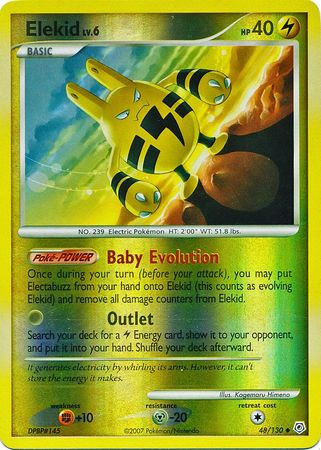 Elekid LV.6 HP 40
BASIC
NO. 239 Electric Pokémon HT: 2'00" WT: 51.8 lbs.
Poké-POWER Baby Evolution
Once during your turn (before your attack), you may put
Electabuzz from your hand onto Elekid (this counts as evolving
Elekid) and remove all damage counters from Elekid.
Outlet
Search your deck for a Energy card, show it to your opponent,
and put it into your hand. Shuffle your deck afterward.
It generates electricity by whirling its arms. However, it can't
store the energy it makes.
weakness resistance retreat cost
+10 -20
Illus. Kagemaru Himeno
DPBP#145 ©2007 Pokémon/Nintendo 48/130